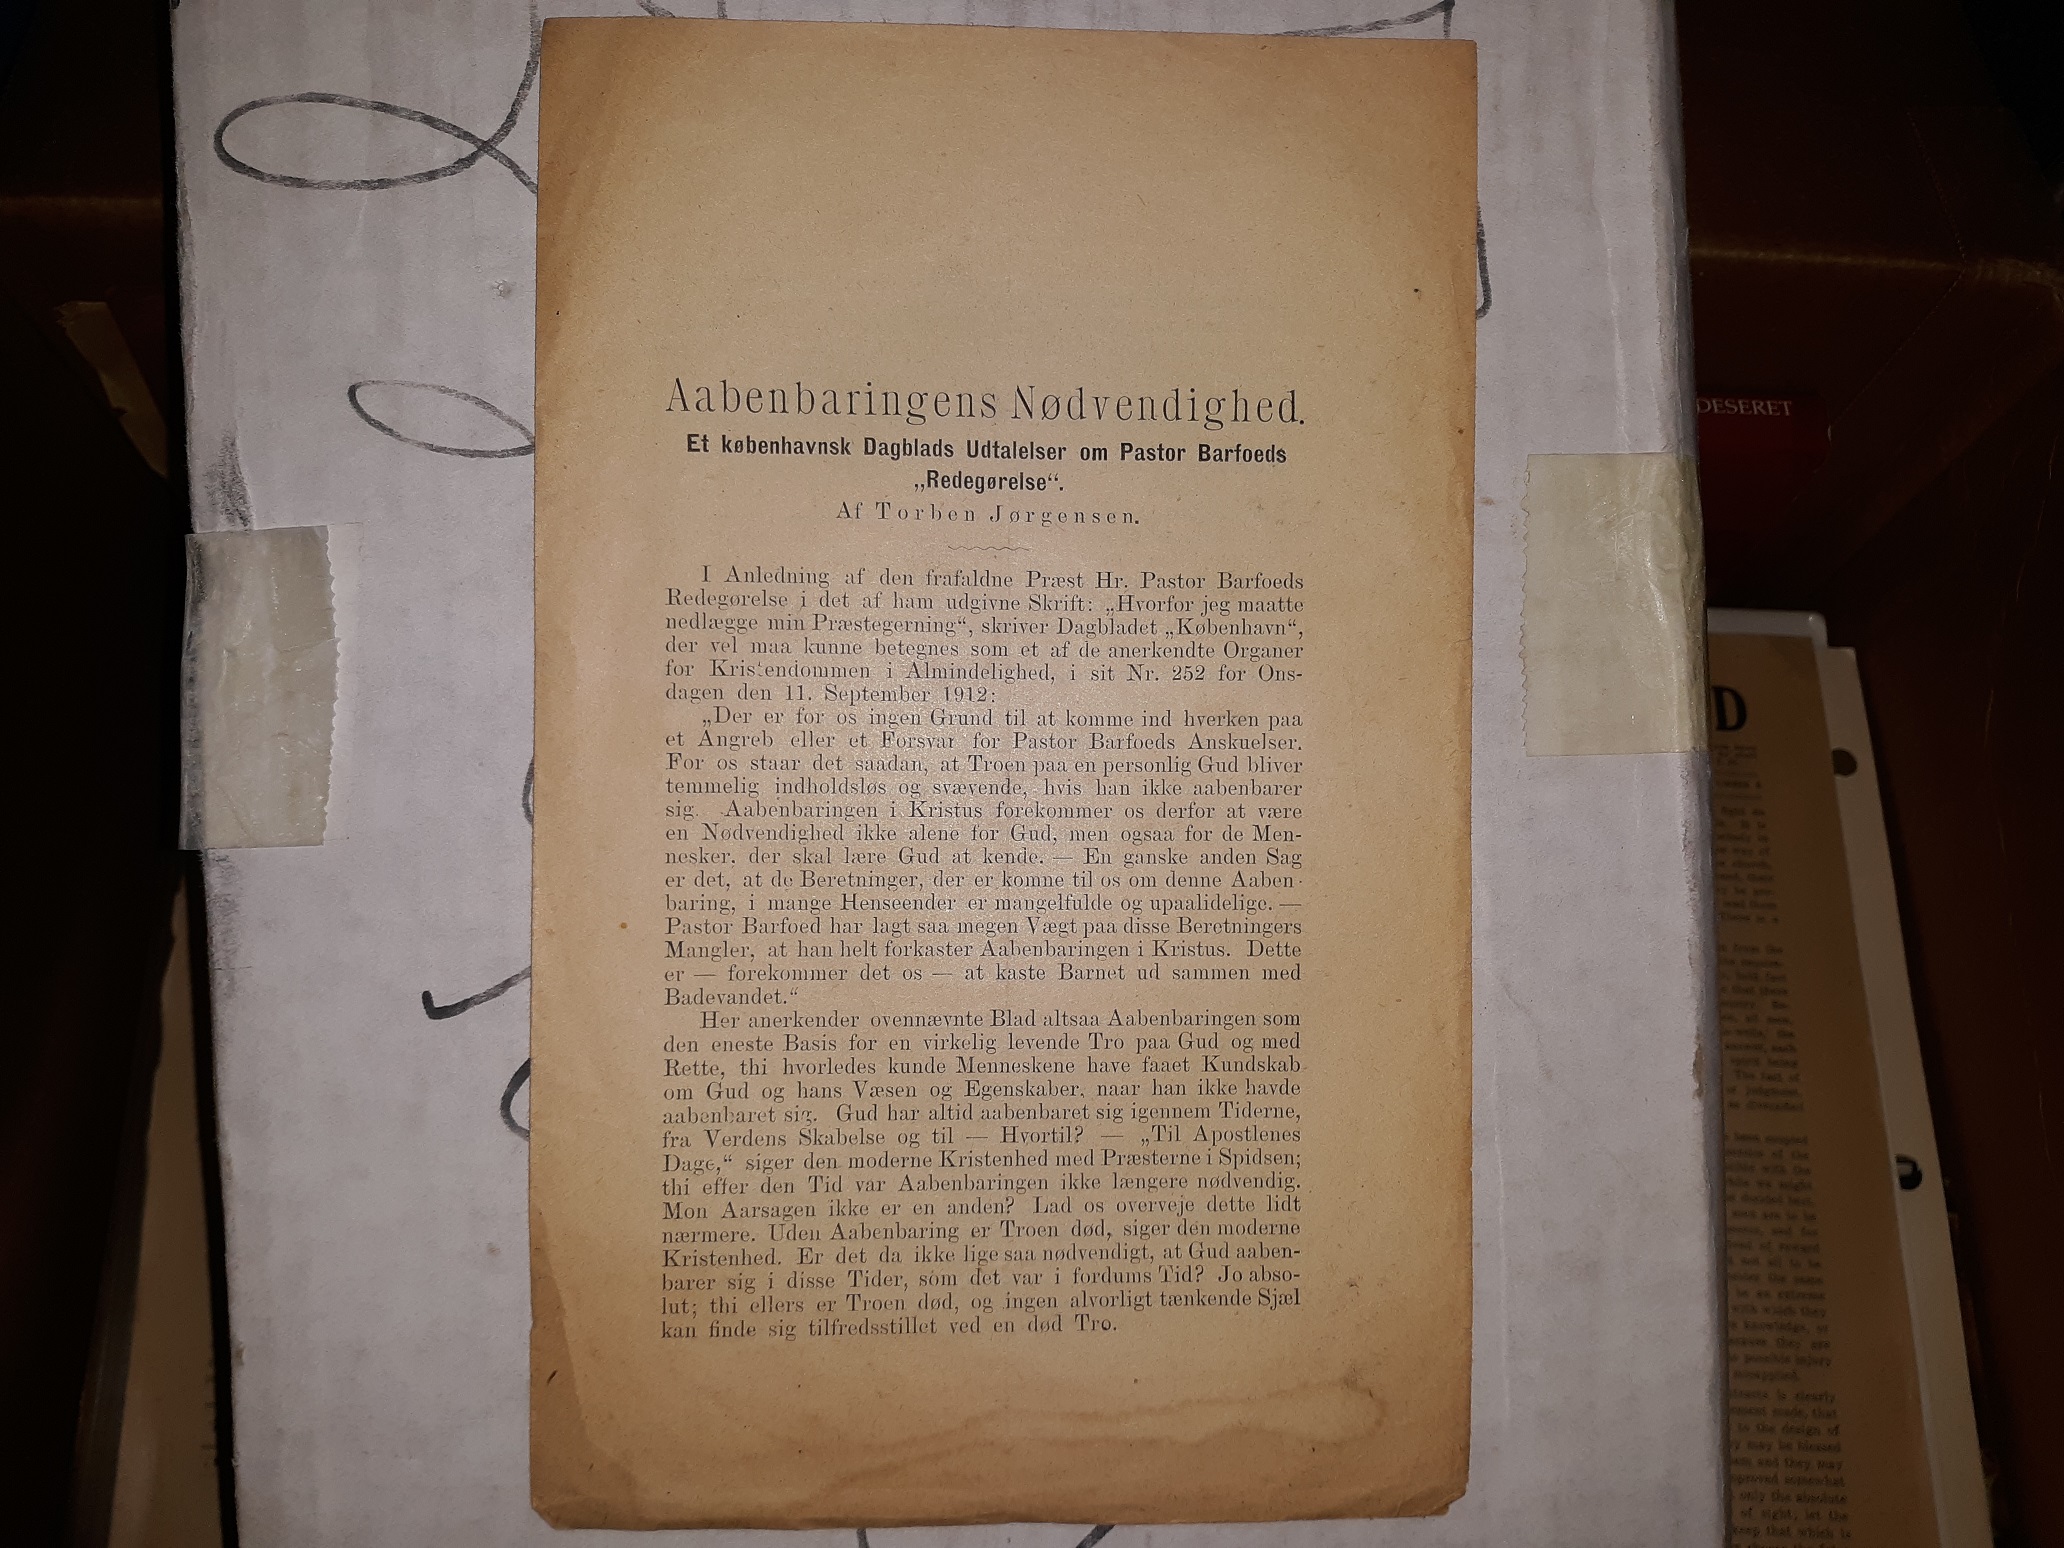 Aabenbaringens Nødvendighed.
Et københavnsk Dagblads Udtalelser om Pastor Barfoeds
„Redegørelse“.
Af Torben Jørgensen.
I Anledning af den frafaldne Præst Hr. Pastor Barfoeds
Redegørelse i det af ham udgivne Skrift: „Hvorfor jeg maatte
nedlægge min Præstegerning“, skriver Dagbladet „København“,
der vel maa kunne betegnes som et af de anerkendte Organer
for Kristendommen i Almindelighed, i sit Nr. 252 for Ons-
dagen den 11. September 1912:
„Der er for os ingen Grund til at komme ind hverken paa
et Angreb eller et Forsvar for Pastor Barfoeds Anskuelser.
For os staar det saadan, at Troen paa en personlig Gud bliver
temmelig indholdsløs og svævende, hvis han ikke aabenbarer
sig. Aabenbaringen i Kristus forekommer os derfor at være
en Nødvendighed ikke alene for Gud, men ogsaa for de Men-
nesker, der skal lære Gud at kende. — En ganske anden Sag
er det, at de Beretninger, der er komne til os om denne Aaben-
baring, i mange Henseender er mangelfulde og upaalidelige. —
Pastor Barfoed har lagt saa megen Vægt paa disse Beretningers
Mangler, at han helt forkaster Aabenbaringen i Kristus. Dette
er — forekommer det os — at kaste Barnet ud sammen med
Badevandet.“
Her anerkender ovennævnte Blad altsaa Aabenbaringen som
den eneste Basis for en virkelig levende Tro paa Gud og med
Rette, thi hvorledes kunde Menneskene have faaet Kundskab
om Gud og hans Væsen og Egenskaber, naar han ikke havde
aabenbaret sig. Gud har altid aabenbaret sig igennem Tiderne,
fra Verdens Skabelse og til — Hvortil? — „Til Apostlenes
Dage,“ siger den moderne Kristenhed med Præsterne i Spidsen;
thi efter den Tid var Aabenbaringen ikke længere nødvendig.
Mon Aarsagen ikke er en anden? Lad os overveje dette lidt
nærmere. Uden Aabenbaring er Troen død, siger den moderne
Kristenhed. Er det da ikke lige saa nødvendigt, at Gud aaben-
barer sig i disse Tider, som det var i fordums Tid? Jo abso-
lut; thi ellers er Troen død, og ingen alvorligt tænkende Sjæl
kan finde sig tilfredsstillet ved en død Tro.
DESERET
D